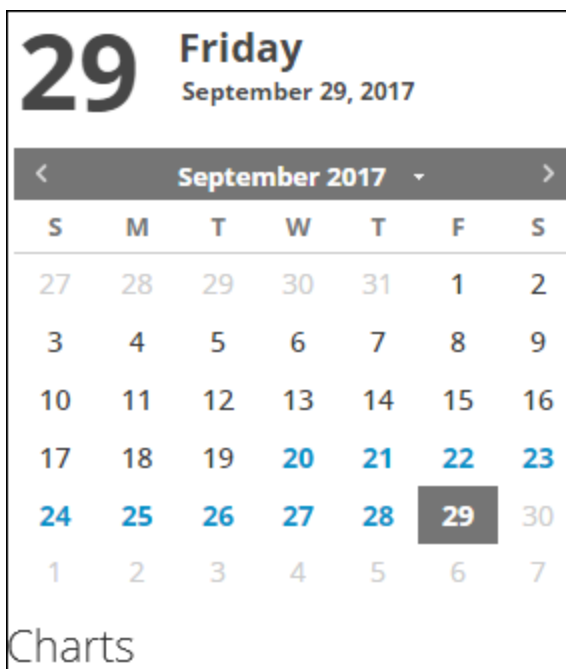 29 Friday
September 29, 2017
< September 2017 >
S M T W T F S
27 28 29 30 31 1 2
3 4 5 6 7 8 9
10 11 12 13 14 15 16
17 18 19 20 21 22 23
24 25 26 27 28 29 30
1 2 3 4 5 6 7
Charts